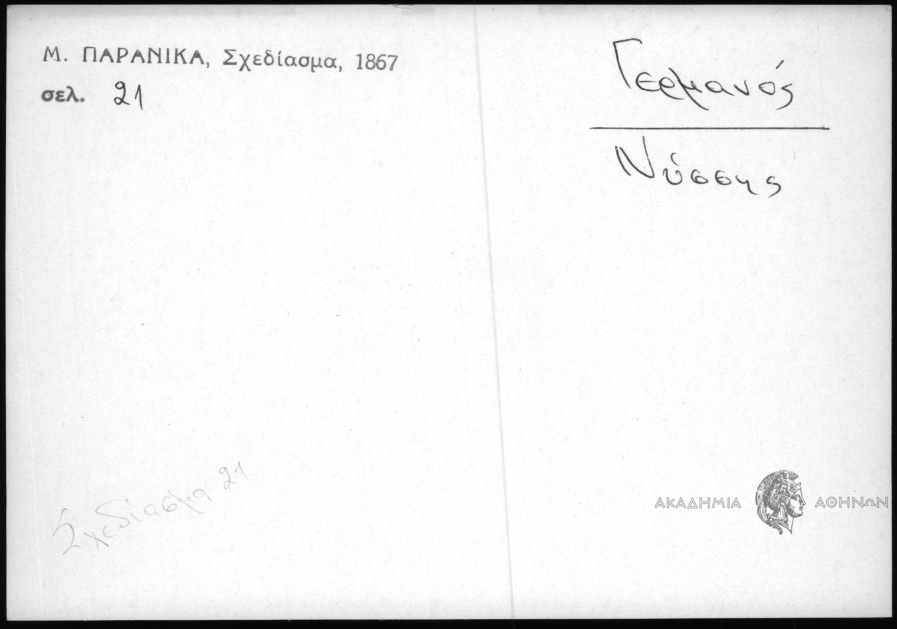 Μ. ΠΑΡΑΝΙΚΑ, Σχεδίασμα, 1867
σελ. 21
Γερμανός
Νύσσης
Σχεδίασμα 21
ΑΚΑΔΗΜΙΑ ΑΘΗΝΩΝ